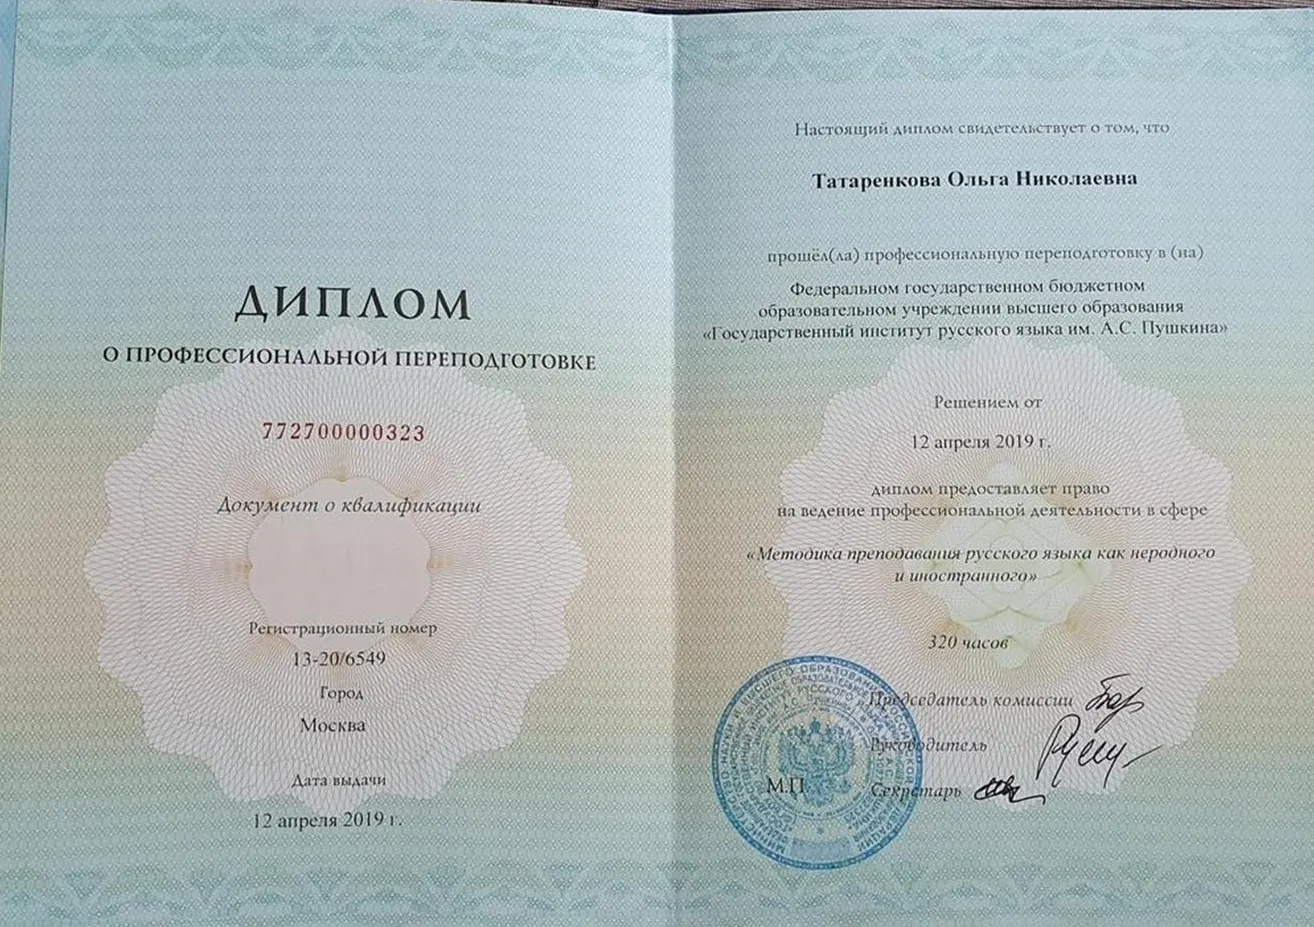 ДИПЛОМ
О ПРОФЕССИОНАЛЬНОЙ ПЕРЕПОДГОТОВКЕ
772700000323
Документ о квалификации
Регистрационный номер
13-20/6549
Город
Москва
Дата выдачи
12 апреля 2019 г.
Настоящий диплом свидетельствует о том, что
Татаренкова Ольга Николаевна
прошёл(ла) профессиональную переподготовку в (на)
Федеральном государственном бюджетном
образовательном учреждении высшего образования
«Государственный институт русского языка им. А.С. Пушкина»
Решением от
12 апреля 2019 г.
диплом предоставляет право
на ведение профессиональной деятельности в сфере
«Методика преподавания русского языка как неродного
и иностранного»
320 часов
Председатель комиссии
Руководитель
М.П.
Секретарь